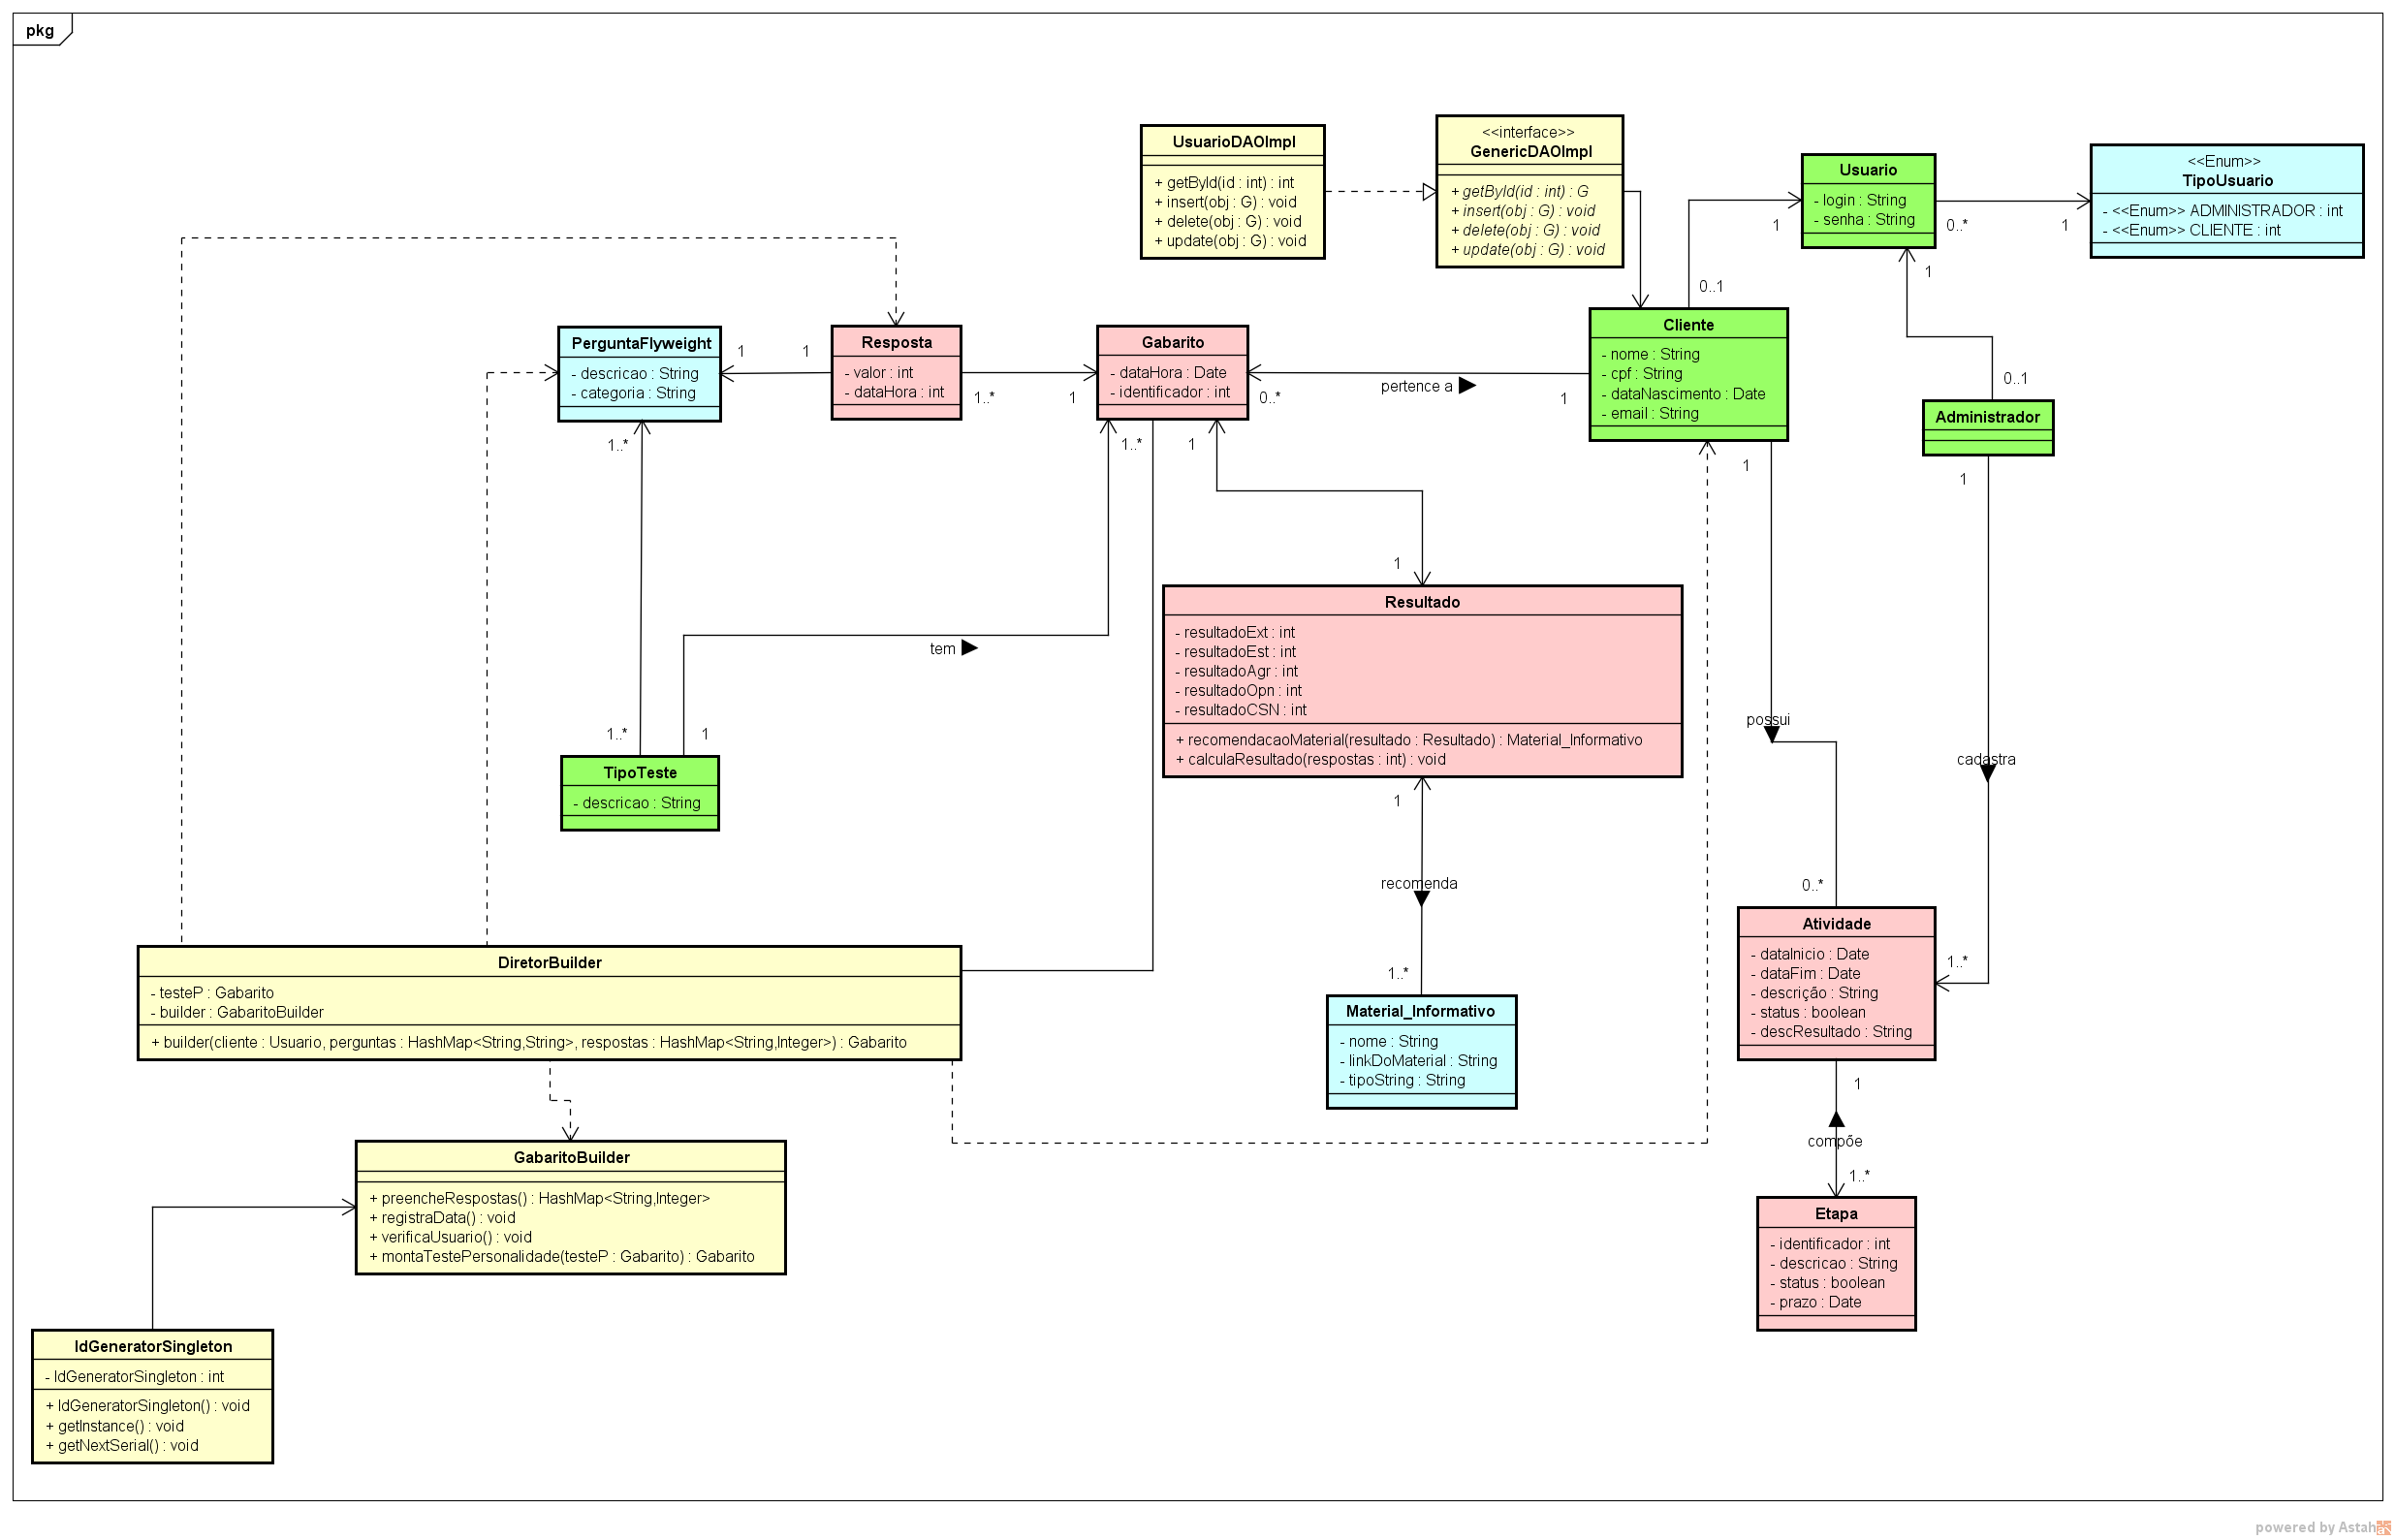 pkg
UsuarioDAOImpl
+ getById(id : int) : int
+ insert(obj : G) : void
+ delete(obj : G) : void
+ update(obj : G) : void
<<interface>>
GenericDAOImpl
+ getById(id : int) : G
+ insert(obj : G) : void
+ delete(obj : G) : void
+ update(obj : G) : void
Usuario
- login : String
- senha : String
<<Enum>>
TipoUsuario
- <<Enum>> ADMINISTRADOR : int
- <<Enum>> CLIENTE : int
1
0..*
1
1
0..1
0..1
PerguntaFlyweight
- descricao : String
- categoria : String
1
1
Resposta
- valor : int
- dataHora : int
1..*
1
Gabarito
- dataHora : Date
- identificador : int
0..*
pertence a
1
Cliente
- nome : String
- cpf : String
- dataNascimento : Date
- email : String
Administrador
1..*
1..*
1
1
1
1
Resultado
- resultadoExt : int
- resultadoEst : int
- resultadoAgr : int
- resultadoOpn : int
- resultadoCSN : int
+ recomendacaoMaterial(resultado : Resultado) : Material_Informativo
+ calculaResultado(respostas : int) : void
tem
1..*
1
possui
cadastra
TipoTeste
- descricao : String
1
recomenda
1..*
0..*
1..*
Atividade
- dataInicio : Date
- dataFim : Date
- descrição : String
- status : boolean
- descResultado : String
DiretorBuilder
- testeP : Gabarito
- builder : GabaritoBuilder
+ builder(cliente : Usuario, perguntas : HashMap<String,String>, respostas : HashMap<String,Integer>) : Gabarito
Material_Informativo
- nome : String
- linkDoMaterial : String
- tipoString : String
1
compõe
1..*
GabaritoBuilder
+ preencheRespostas() : HashMap<String,Integer>
+ registraData() : void
+ verificaUsuario() : void
+ montaTestePersonalidade(testeP : Gabarito) : Gabarito
Etapa
- identificador : int
- descricao : String
- status : boolean
- prazo : Date
IdGeneratorSingleton
- IdGeneratorSingleton : int
+ IdGeneratorSingleton() : void
+ getInstance() : void
+ getNextSerial() : void
powered by Astah